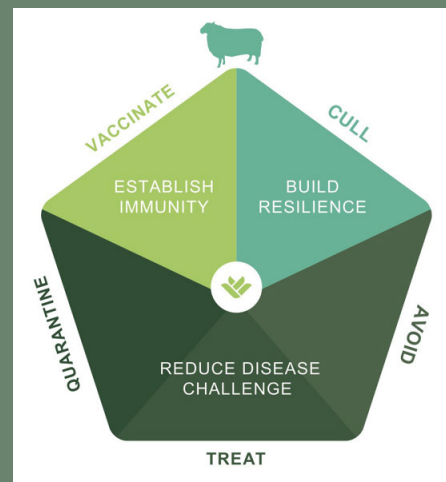 VACCINATE
CULL
ESTABLISH
IMMUNITY
BUILD
RESILIENCE
QUARANTINE
AVOID
REDUCE DISEASE
CHALLENGE
TREAT